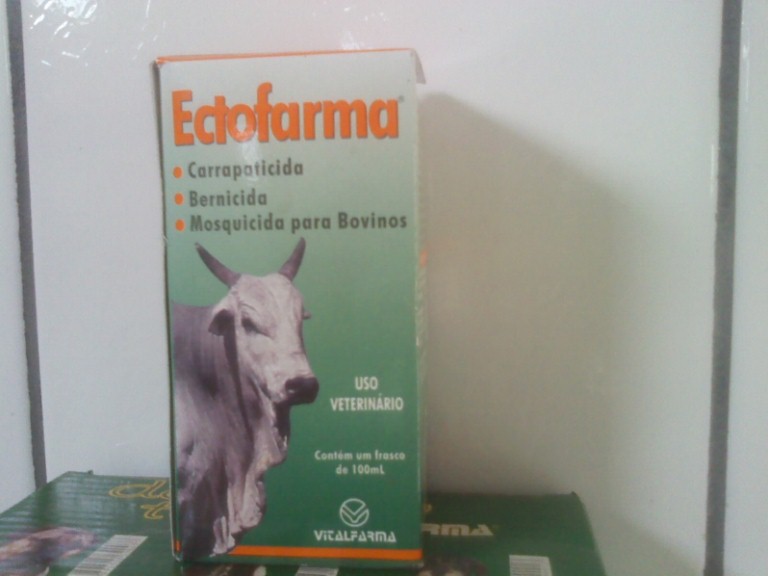 Ectofarma®
• Carrapaticida
• Bernicida
• Mosquicida para Bovinos
USO
VETERINÁRIO
Contém um frasco
de 100mL
VITALFARMA